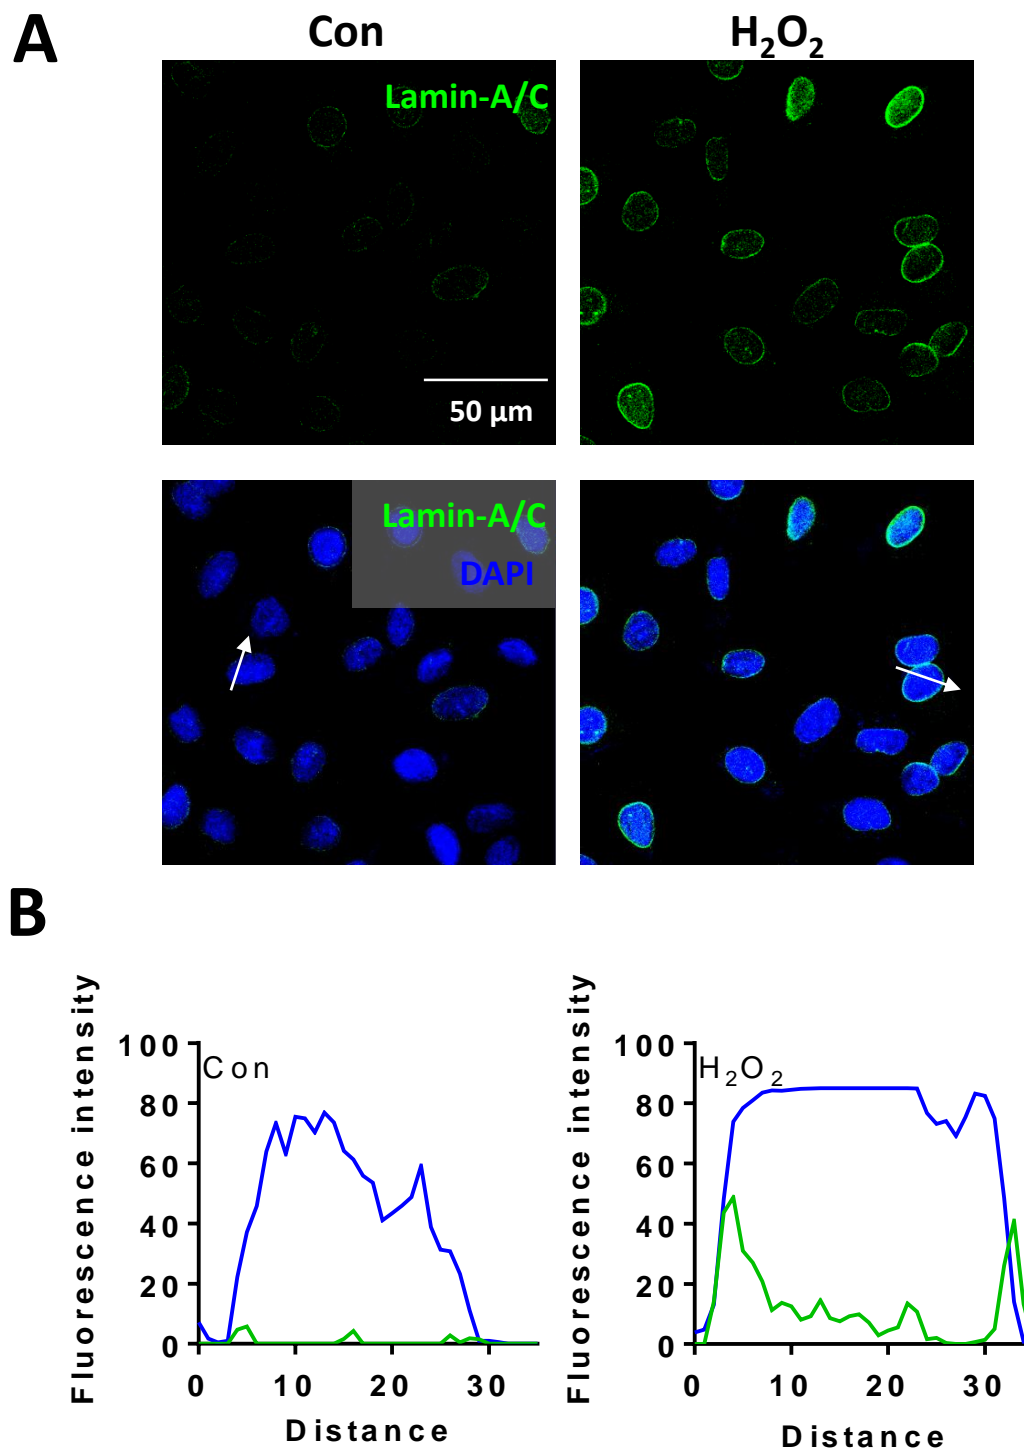 A
Con
H₂O₂
Lamin-A/C
50 µm
Lamin-A/C
DAPI
B
Fluorescence intensity
100
80
60
40
20
0
Con
0 10 20 30
Distance
Fluorescence intensity
100
80
60
40
20
0
H₂O₂
0 10 20 30
Distance